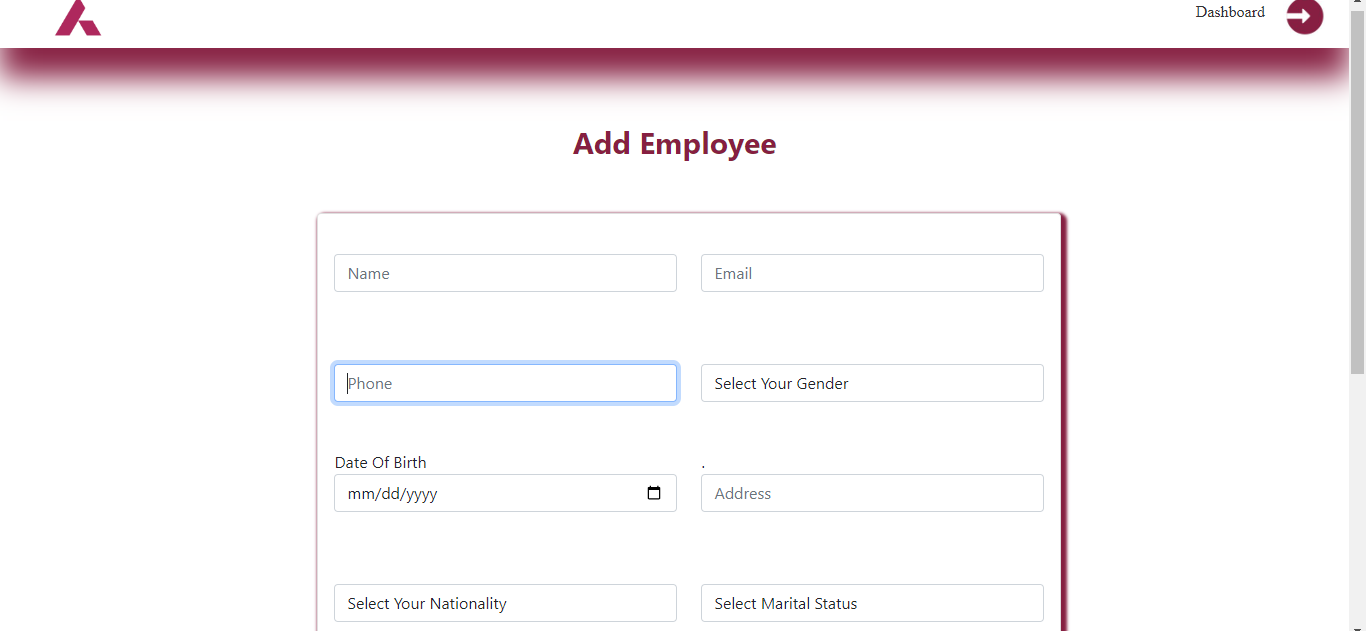 Dashboard
Add Employee
Name
Email
Phone
Select Your Gender
Date Of Birth
.
mm/dd/yyyy
Address
Select Your Nationality
Select Marital Status